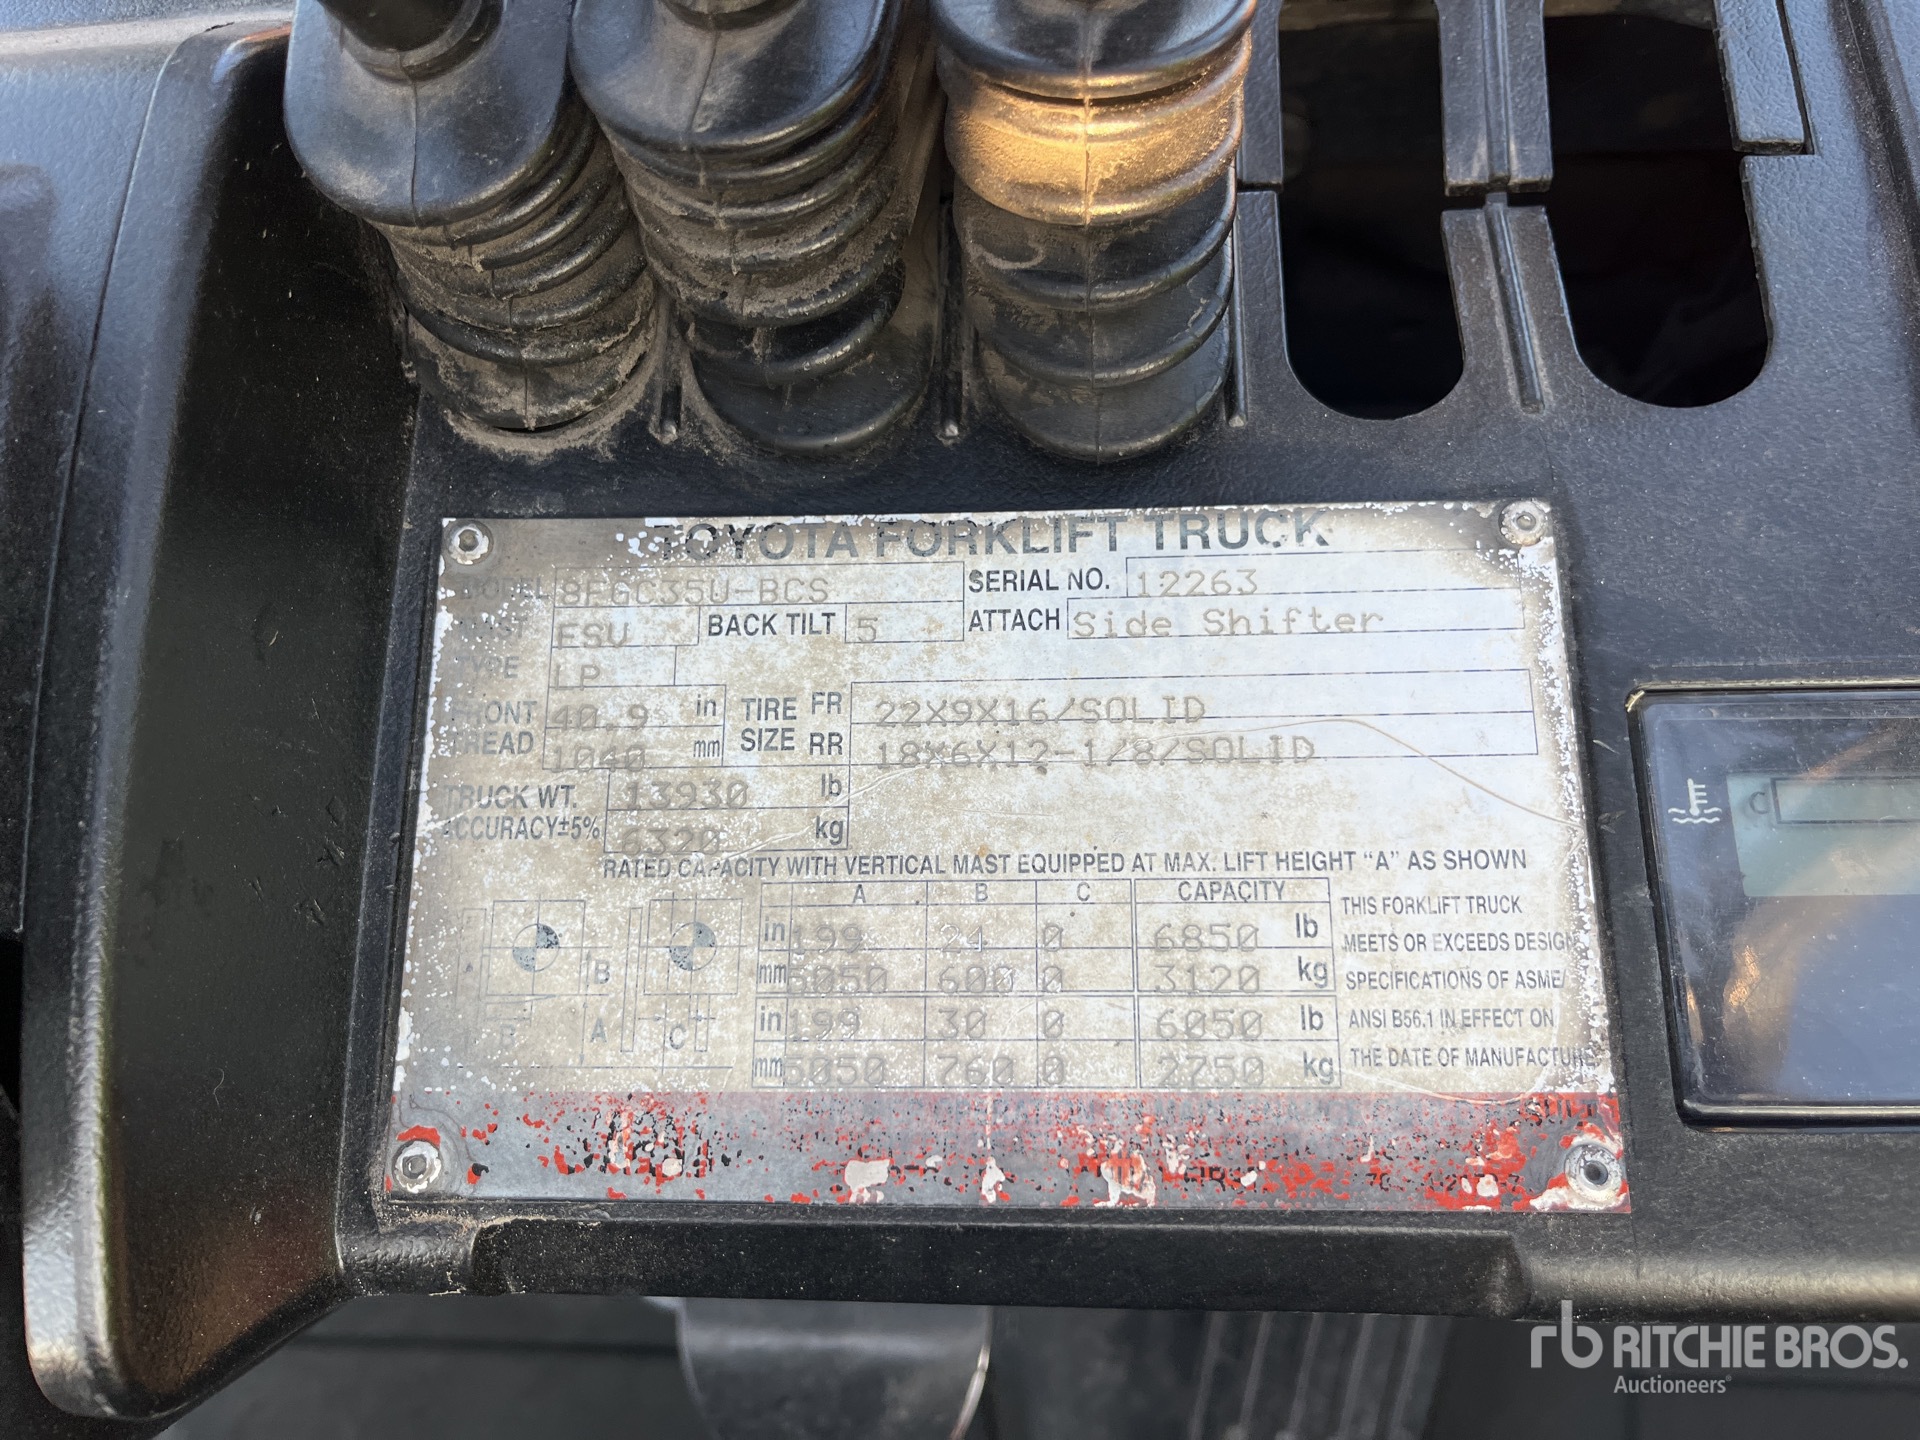 TOYOTA FORKLIFT TRUCK
MODEL 8FGC35U-BCS SERIAL NO. 12263
MAST FSU BACK TILT 5 ATTACH Side Shifter
TYPE LP
FRONT TREAD 40.9 in 1040 mm
TIRE SIZE FR 22X9X16/SOLID
RR 18X6X12-1/8/SOLID
TRUCK WT. 13930 lb
ACCURACY±5% 6320 kg
RATED CAPACITY WITH VERTICAL MAST EQUIPPED AT MAX. LIFT HEIGHT "A" AS SHOWN
A B C CAPACITY
in 199 24 0 6850 lb
mm 5050 600 0 3120 kg
in 199 30 0 6050 lb
mm 5050 760 0 2750 kg
A B
B A C
THIS FORKLIFT TRUCK
MEETS OR EXCEEDS DESIGN
SPECIFICATIONS OF ASME/
ANSI B56.1 IN EFFECT ON
THE DATE OF MANUFACTURE
C
rb RITCHIE BROS.
Auctioneers